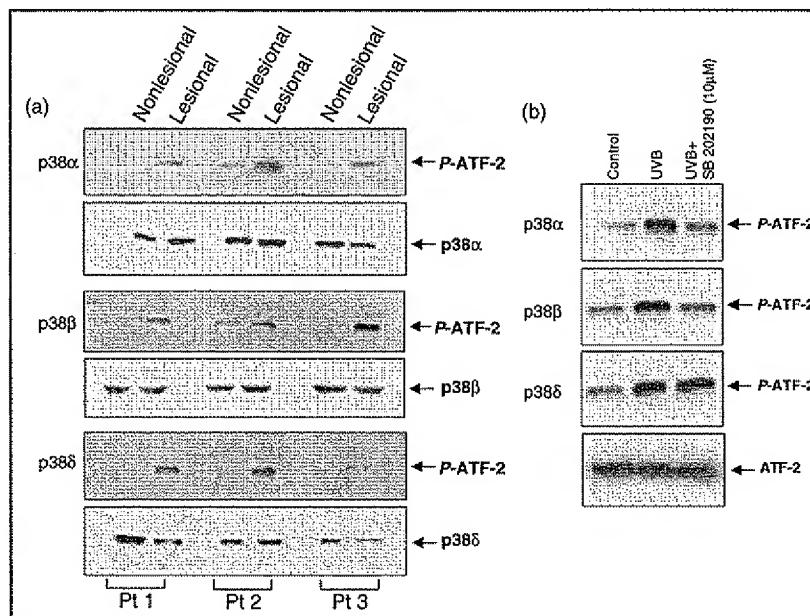 (a)
Nonlesional Lesional Nonlesional Lesional Nonlesional Lesional
p38α
P-ATF-2
p38α
p38β
P-ATF-2
p38β
p38δ
P-ATF-2
p38δ
Pt 1 Pt 2 Pt 3
(b)
Control
UVB
UVB+
SB 202190 (10μM)
p38α
P-ATF-2
p38β
P-ATF-2
p38δ
P-ATF-2
ATF-2